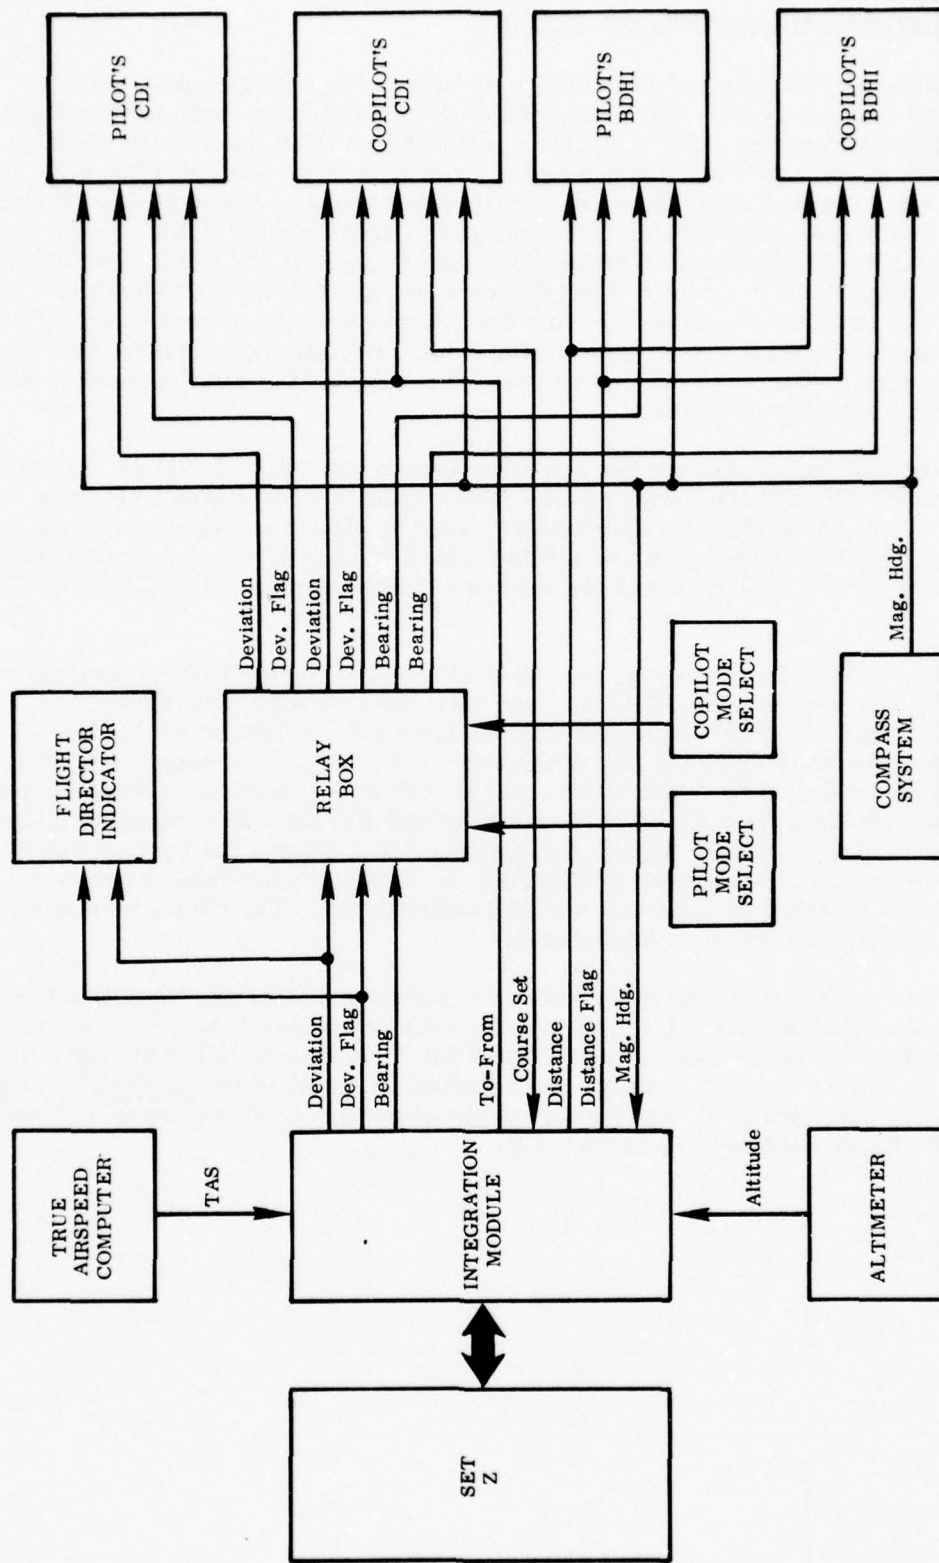 TRUE
AIRSPEED
COMPUTER
TAS
SET
Z
INTEGRATION
MODULE
Altitude
ALTIMETER
Deviation
Dev. Flag
Bearing
To-From
Course Set
Distance
Distance Flag
Mag. Hdg.
FLIGHT
DIRECTOR
INDICATOR
RELAY
BOX
PILOT
MODE
SELECT
COPILOT
MODE
SELECT
COMPASS
SYSTEM
Mag. Hdg.
Deviation
Dev. Flag
Deviation
Dev. Flag
Bearing
Bearing
PILOT'S
CDI
COPILOT'S
CDI
PILOT'S
BDHI
COPILOT'S
BDHI